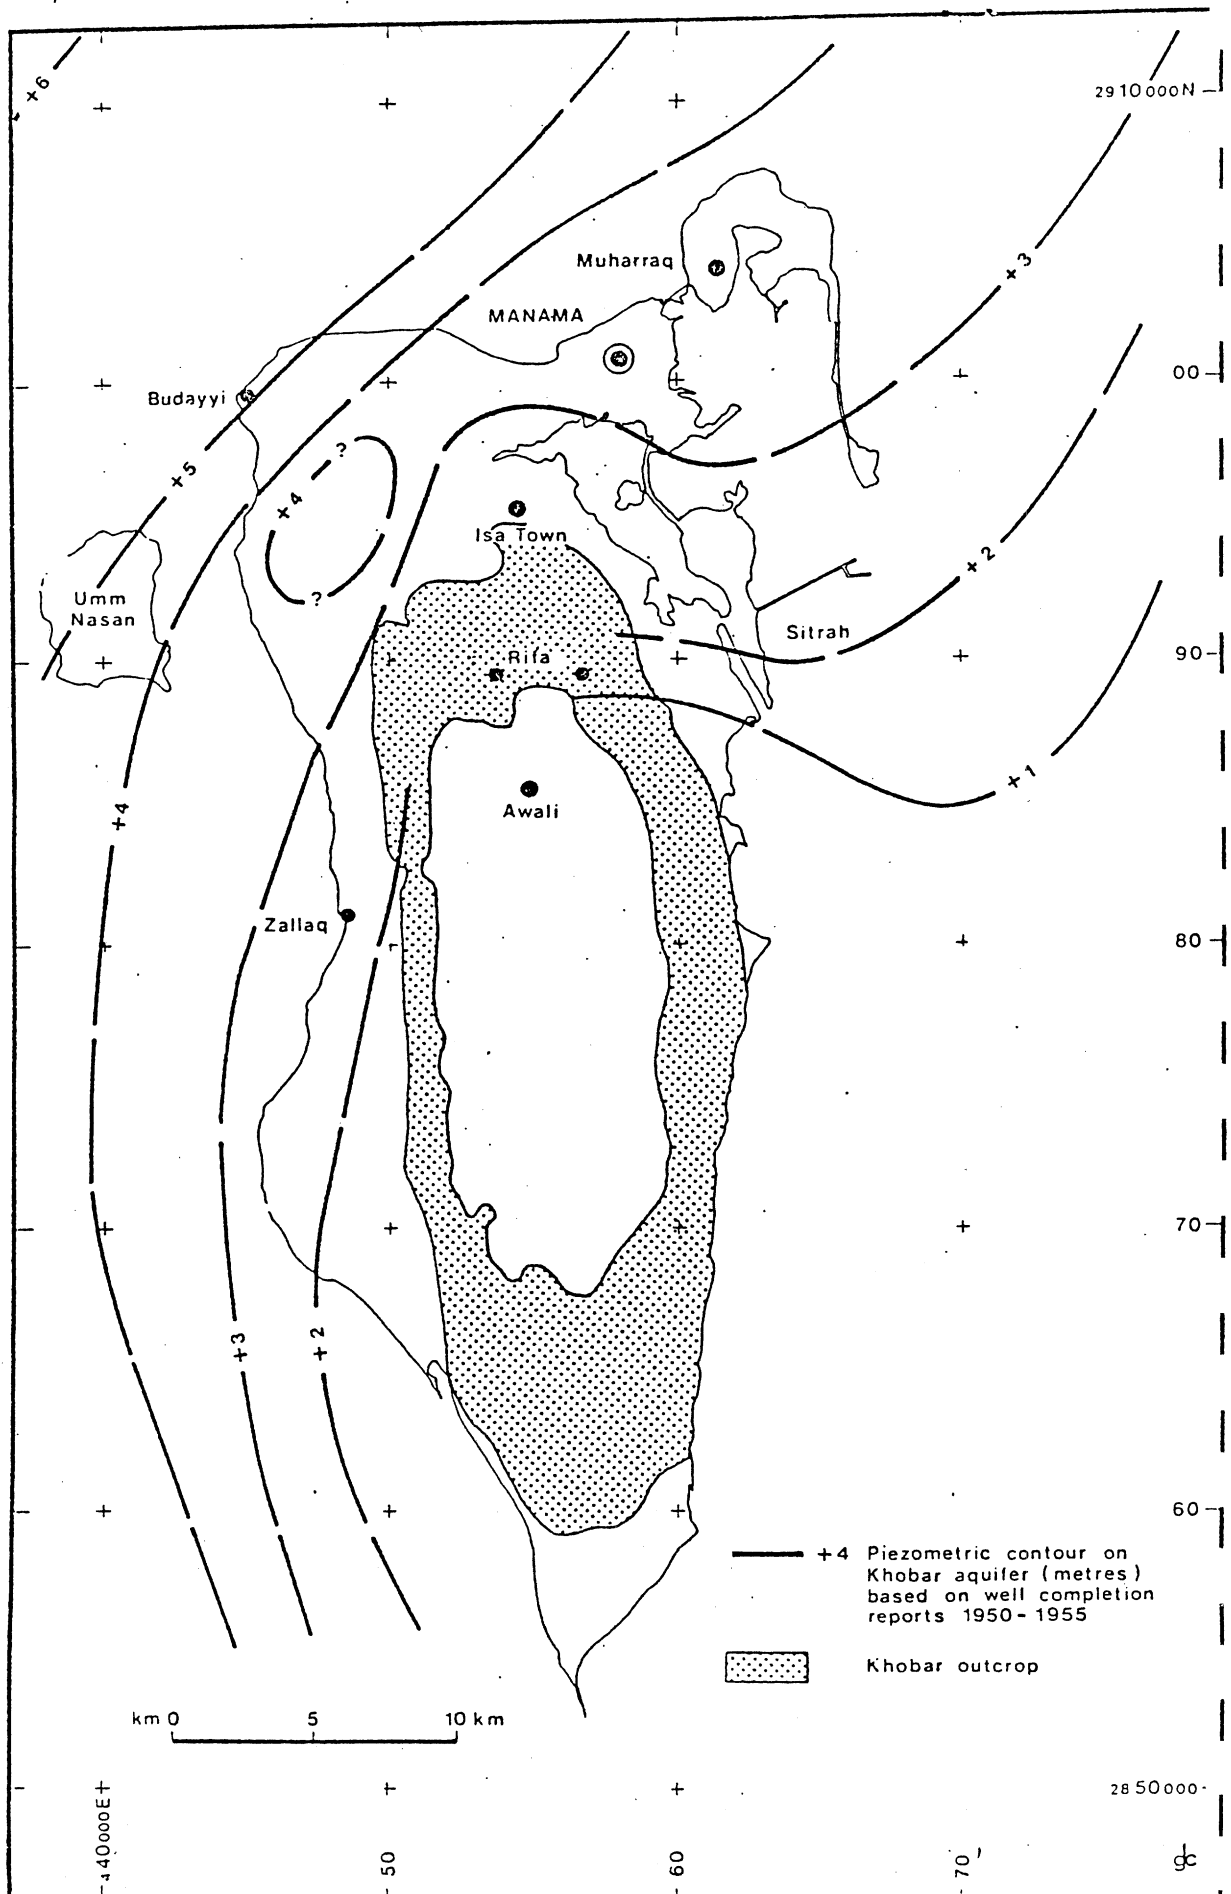 +6
2910000N
Muharraq
+3
MANAMA
00
Budayyi
?
+5
+4
Isa Town
+2
?
Umm
Nasan
Sitrah
Rifa
90
+1
+4
Awali
Zallaq
80
70
+3
+2
60
+4 Piezometric contour on
Khobar aquifer (metres)
based on well completion
reports 1950-1955
Khobar outcrop
km 0 5 10 km
2850000
440000E
50
60
70
gc